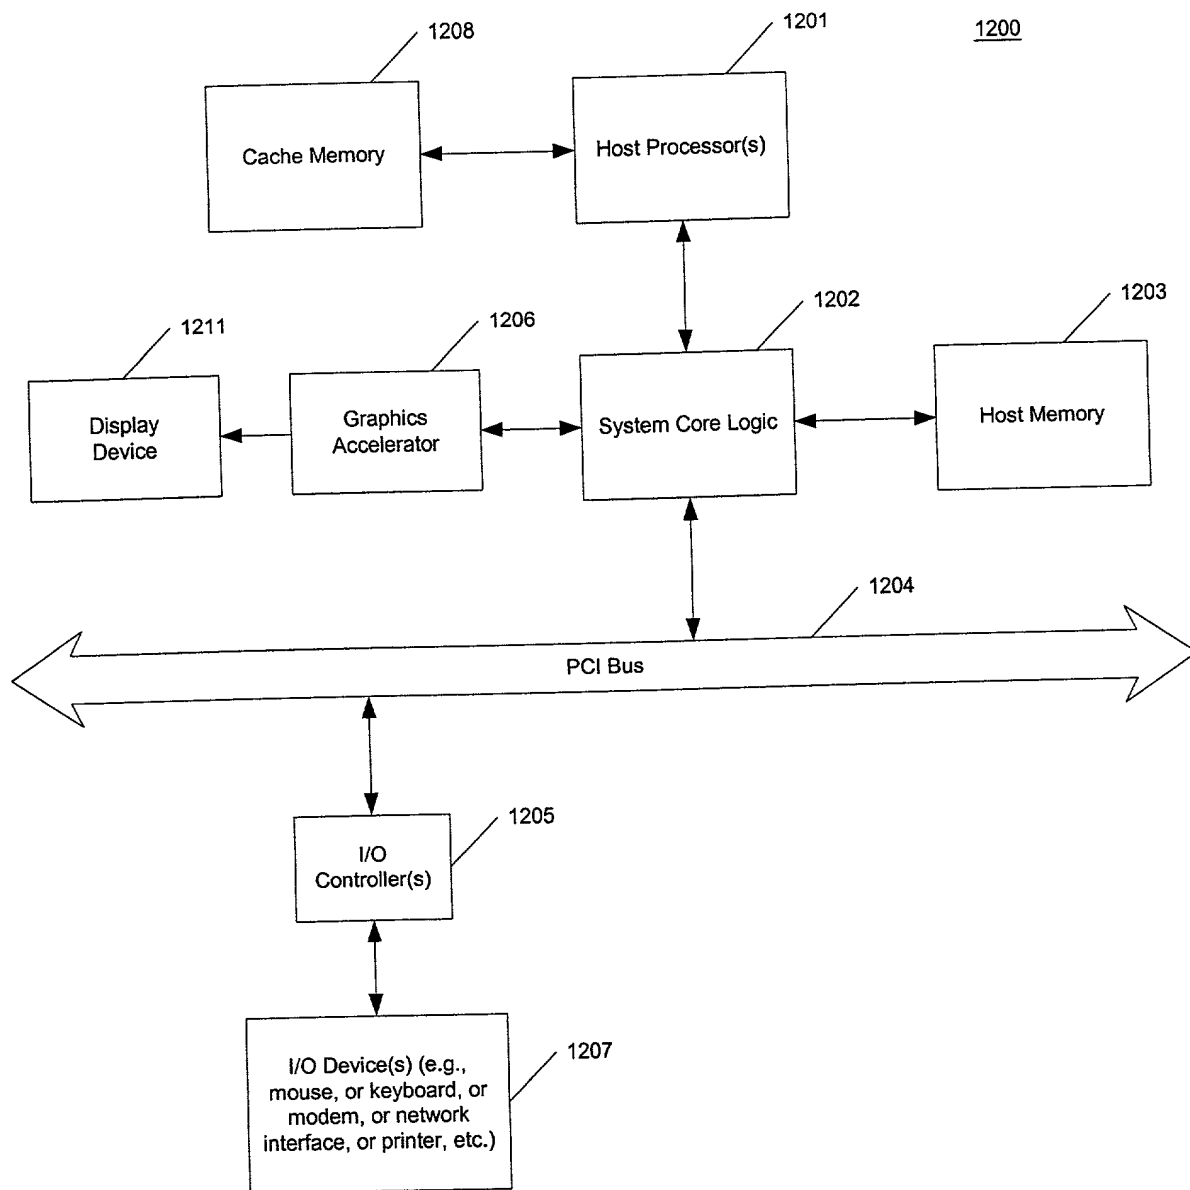 1208
1201
1200
Cache Memory
Host Processor(s)
1211
1206
1202
1203
Display
Device
Graphics
Accelerator
System Core Logic
Host Memory
1204
PCI Bus
1205
I/O
Controller(s)
1207
I/O Device(s) (e.g.,
mouse, or keyboard, or
modem, or network
interface, or printer, etc.)